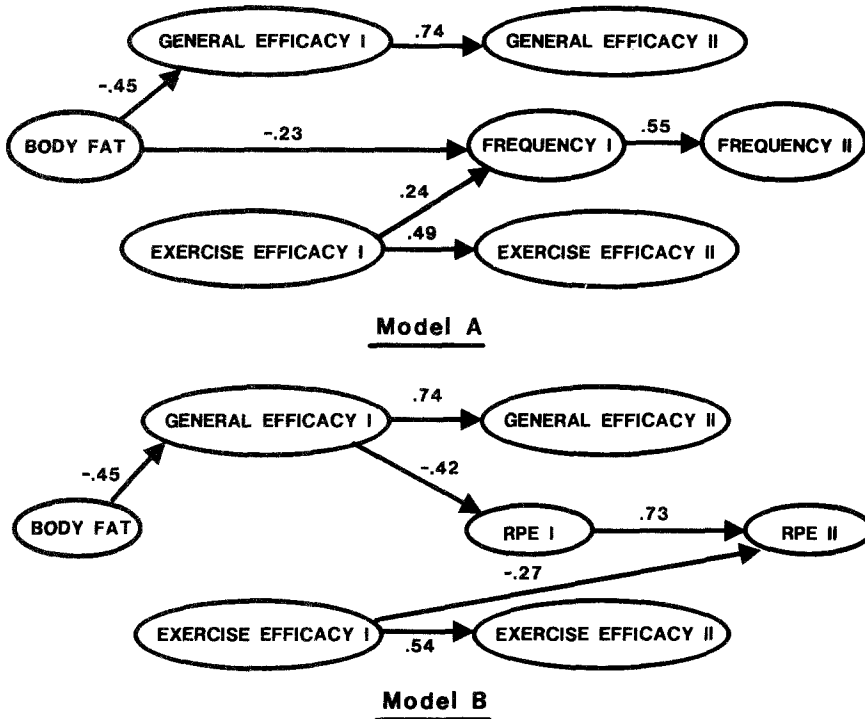 GENERAL EFFICACY I
.74
GENERAL EFFICACY II
-.45
BODY FAT
-.23
FREQUENCY I
.55
FREQUENCY II
.24
EXERCISE EFFICACY I
.49
EXERCISE EFFICACY II
Model A
GENERAL EFFICACY I
.74
GENERAL EFFICACY II
-.45
-.42
BODY FAT
RPE I
.73
RPE II
-.27
EXERCISE EFFICACY I
.54
EXERCISE EFFICACY II
Model B